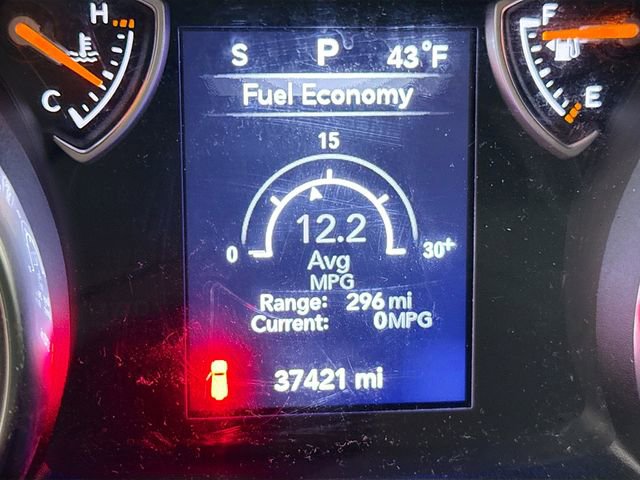 H
C
F
E
S P 43°F
Fuel Economy
15
0 12.2 30+
Avg
MPG
Range: 296 mi
Current: 0MPG
37421 mi